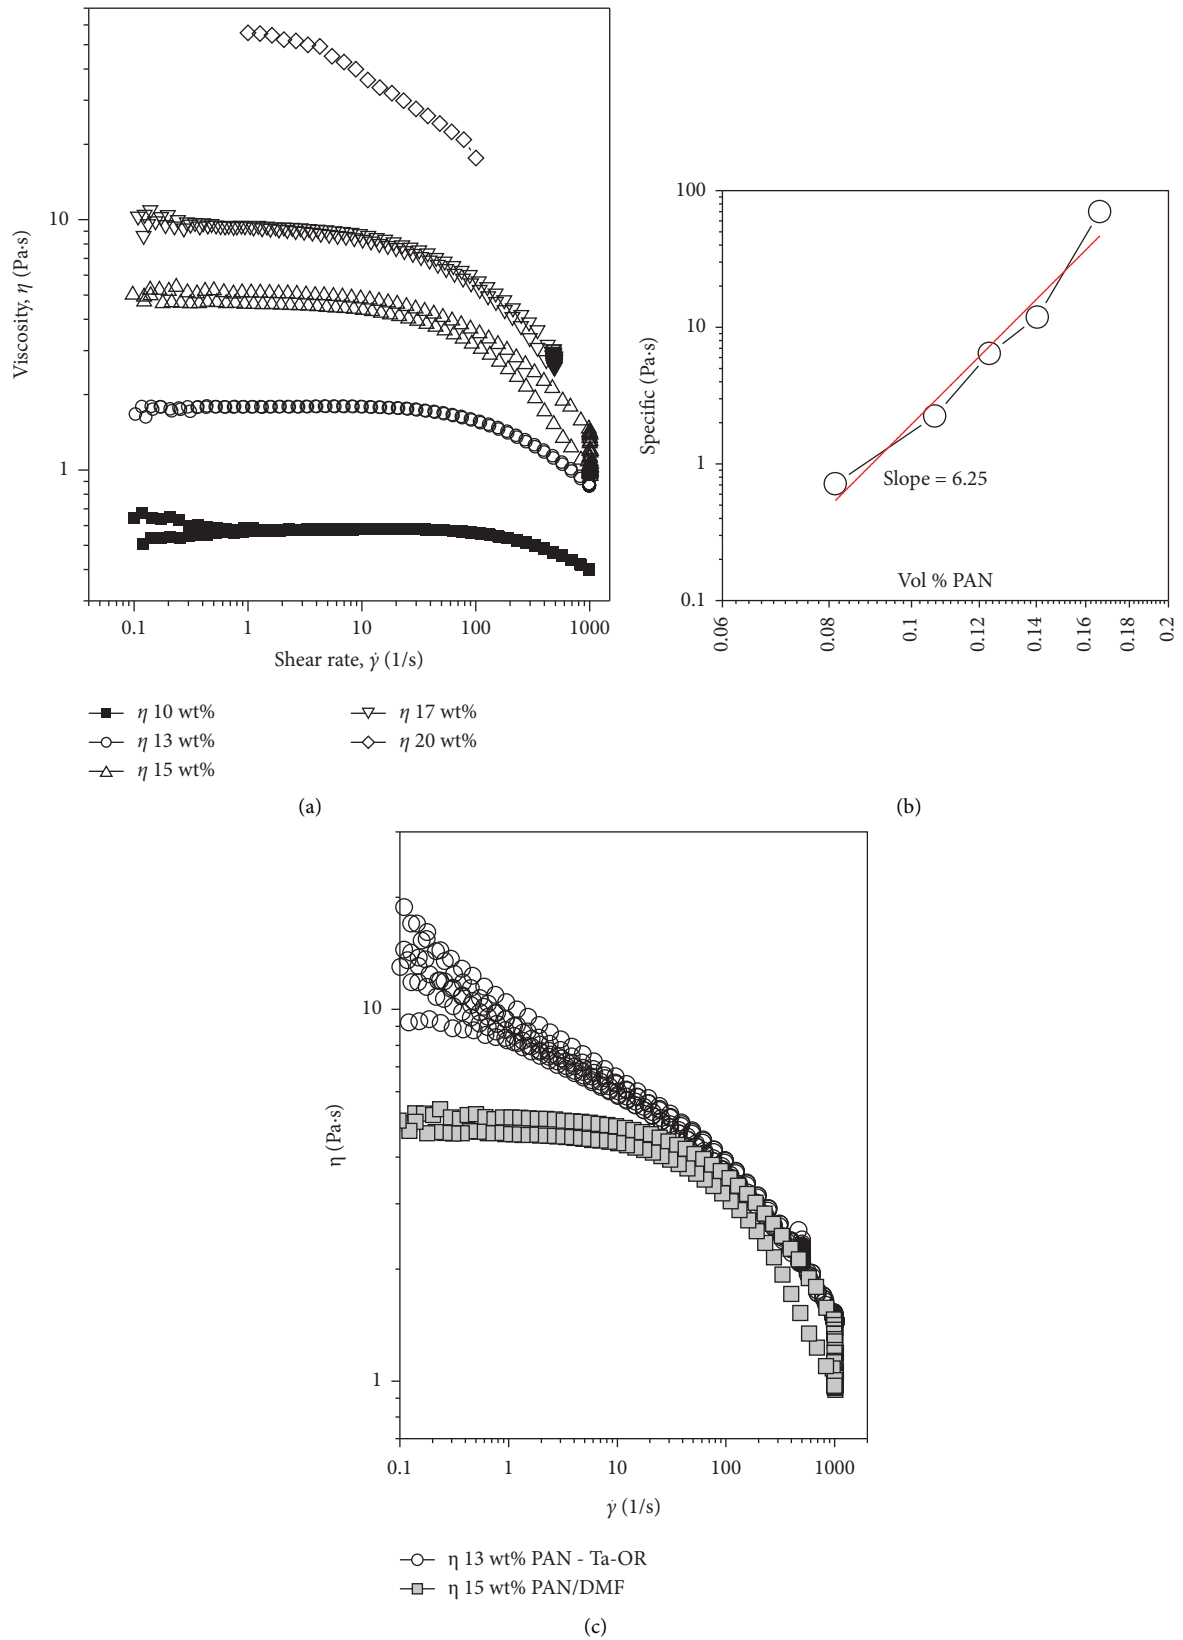 10
1
Viscosity, η (Pa·s)
0.1 1 10 100 1000
Shear rate, γ̇ (1/s)
η 10 wt%
η 13 wt%
η 15 wt%
η 17 wt%
η 20 wt%
(a)
100
10
1
0.1
Specific (Pa·s)
Slope = 6.25
Vol % PAN
0.06 0.08 0.1 0.12 0.14 0.16 0.18 0.2
(b)
10
1
η (Pa·s)
0.1 1 10 100 1000
γ̇ (1/s)
η 13 wt% PAN - Ta-OR
η 15 wt% PAN/DMF
(c)